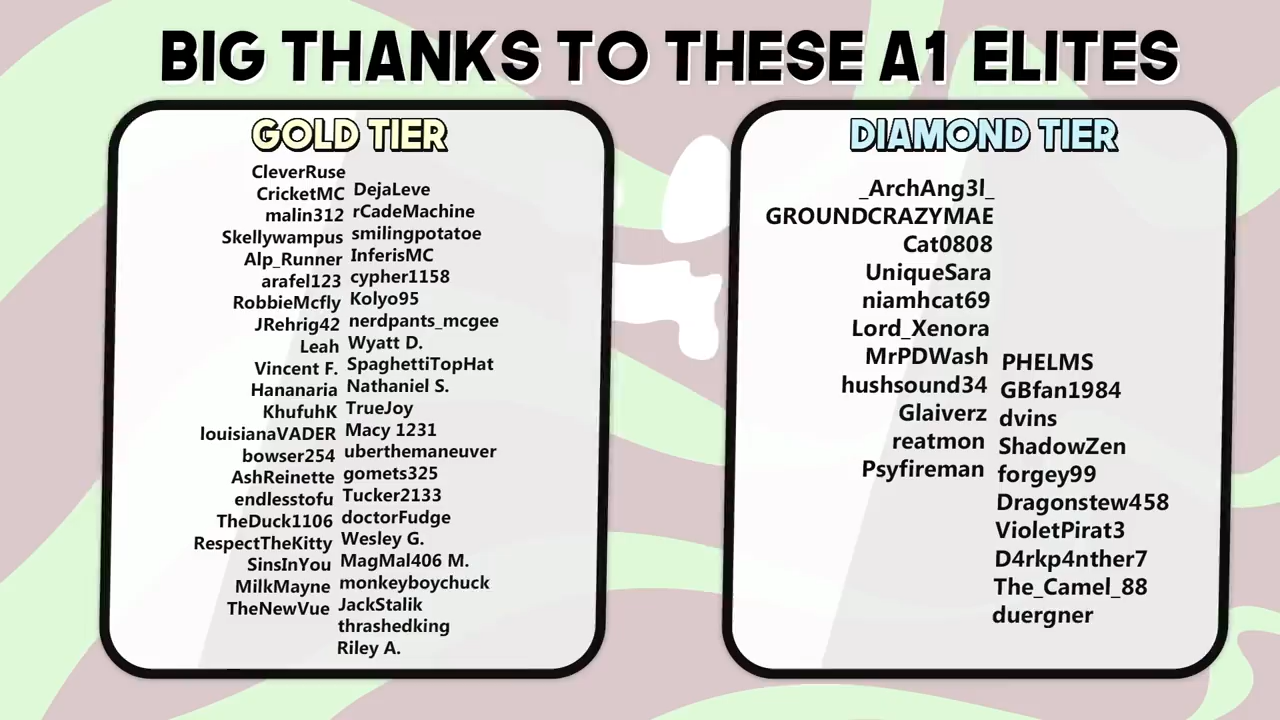 BIG THANKS TO THESE A1 ELITES
GOLD TIER
CleverRuse
CricketMC
malin312
Skellywampus
Alp_Runner
arafel123
RobbieMcfly
JRehrig42
Leah
Vincent F.
Hananaria
KhufuhK
louisianaVADER
bowser254
AshReinette
endlesstofu
TheDuck1106
RespectTheKitty
SinsInYou
MilkMayne
TheNewVue
DejaLeve
rCadeMachine
smilingpotatoe
InferisMC
cypher1158
Kolyo95
nerdpants_mcgee
Wyatt D.
SpaghettiTopHat
Nathaniel S.
TrueJoy
Macy 1231
uberthemaneuver
gomets325
Tucker2133
doctorFudge
Wesley G.
MagMal406 M.
monkeyboychuck
JackStalik
thrashedking
Riley A.
DIAMOND TIER
_ArchAng3l_
GROUNDCRAZYMAE
Cat0808
UniqueSara
niamhcat69
Lord_Xenora
MrPDWash
hushsound34
Glaiverz
reatmon
Psyfireman
PHELMS
GBfan1984
dvins
ShadowZen
forgey99
Dragonstew458
VioletPirat3
D4rkp4nther7
The_Camel_88
duergner